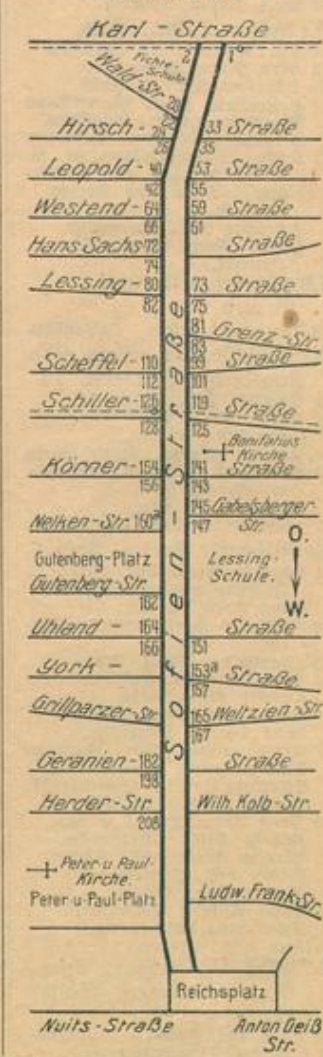 Karl - Straße
2 1ᵃ
Fichte-
Schule
Wald-Str.
Hirsch- 33 Straße
28 35
Leopold- 40 53 Straße
42 55
Westend- 64 59 Straße
66 61
Hans Sachs 72 Straße
74
Lessing- 80 73 Straße
82 75
81 Grenz-Str.
83
Scheffel- 110 99 Straße
112 101
Schiller- 126 119 Straße
128 125
Bonifatius
Kirche
Körner- 154 141 Straße
156 143
145 Gabelsberger
Nelken-Str. 160ᵃ 147 Str.
Sofien - Straße
O.
W.
Gutenberg-Platz Lessing-
Gutenberg-Str. Schule.
162
Uhland - 164 Straße
166 151
York - 153ᵃ Straße
157
Grillparzer-Str. 165 Weltzien-Str.
167
Geranien- 182 Straße
198
Herder-Str. Wilh. Kolb-Str.
208
Peter u. Paul-
Kirche.
Peter-u-Paul-Platz Ludw. Frank-Str.
Reichsplatz
Nuits-Straße Anton Geiß
Str.